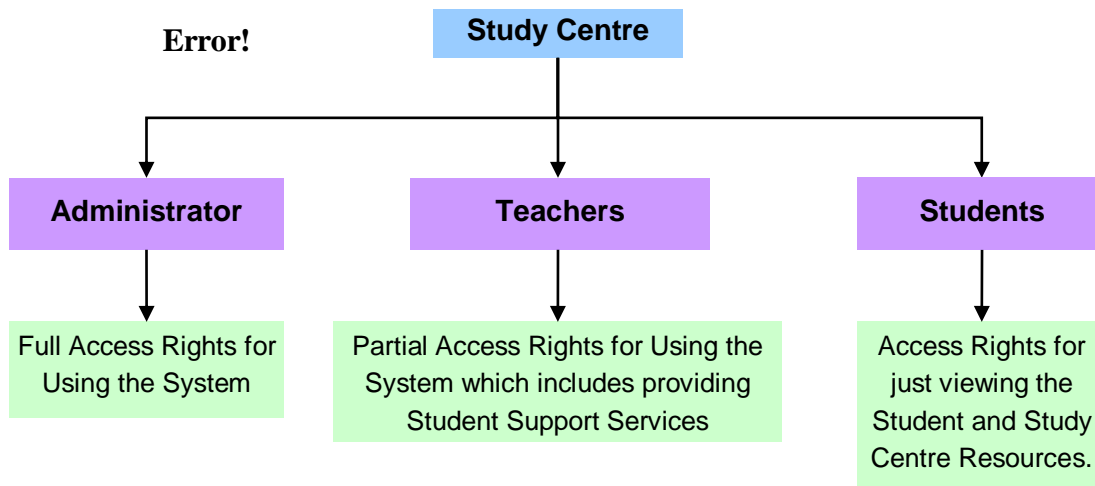 Error!
Study Centre
Administrator
Teachers
Students
Full Access Rights for
Using the System
Partial Access Rights for Using the
System which includes providing
Student Support Services
Access Rights for
just viewing the
Student and Study
Centre Resources.